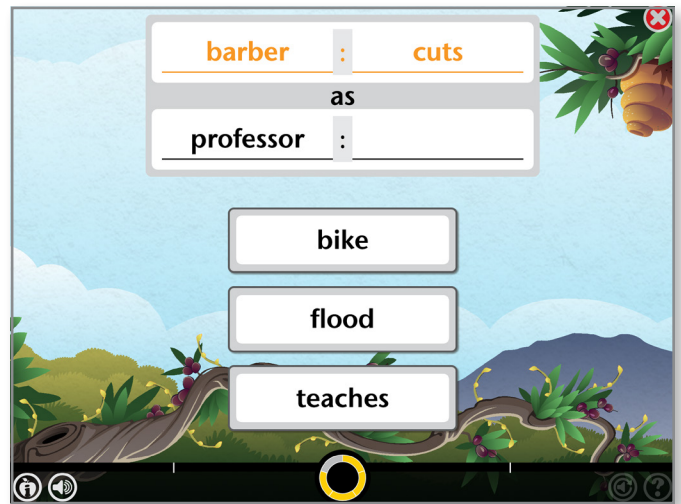 barber : cuts
as
professor :
bike
flood
teaches